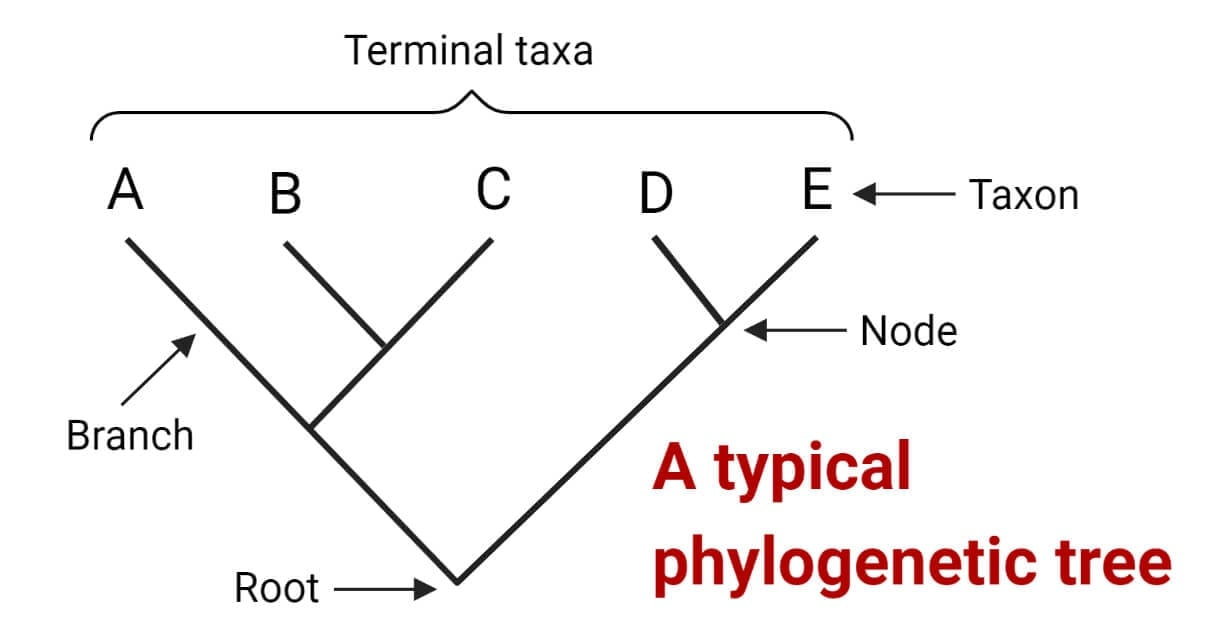 Terminal taxa
A B C D E
Taxon
Node
Branch
A typical
phylogenetic tree
Root